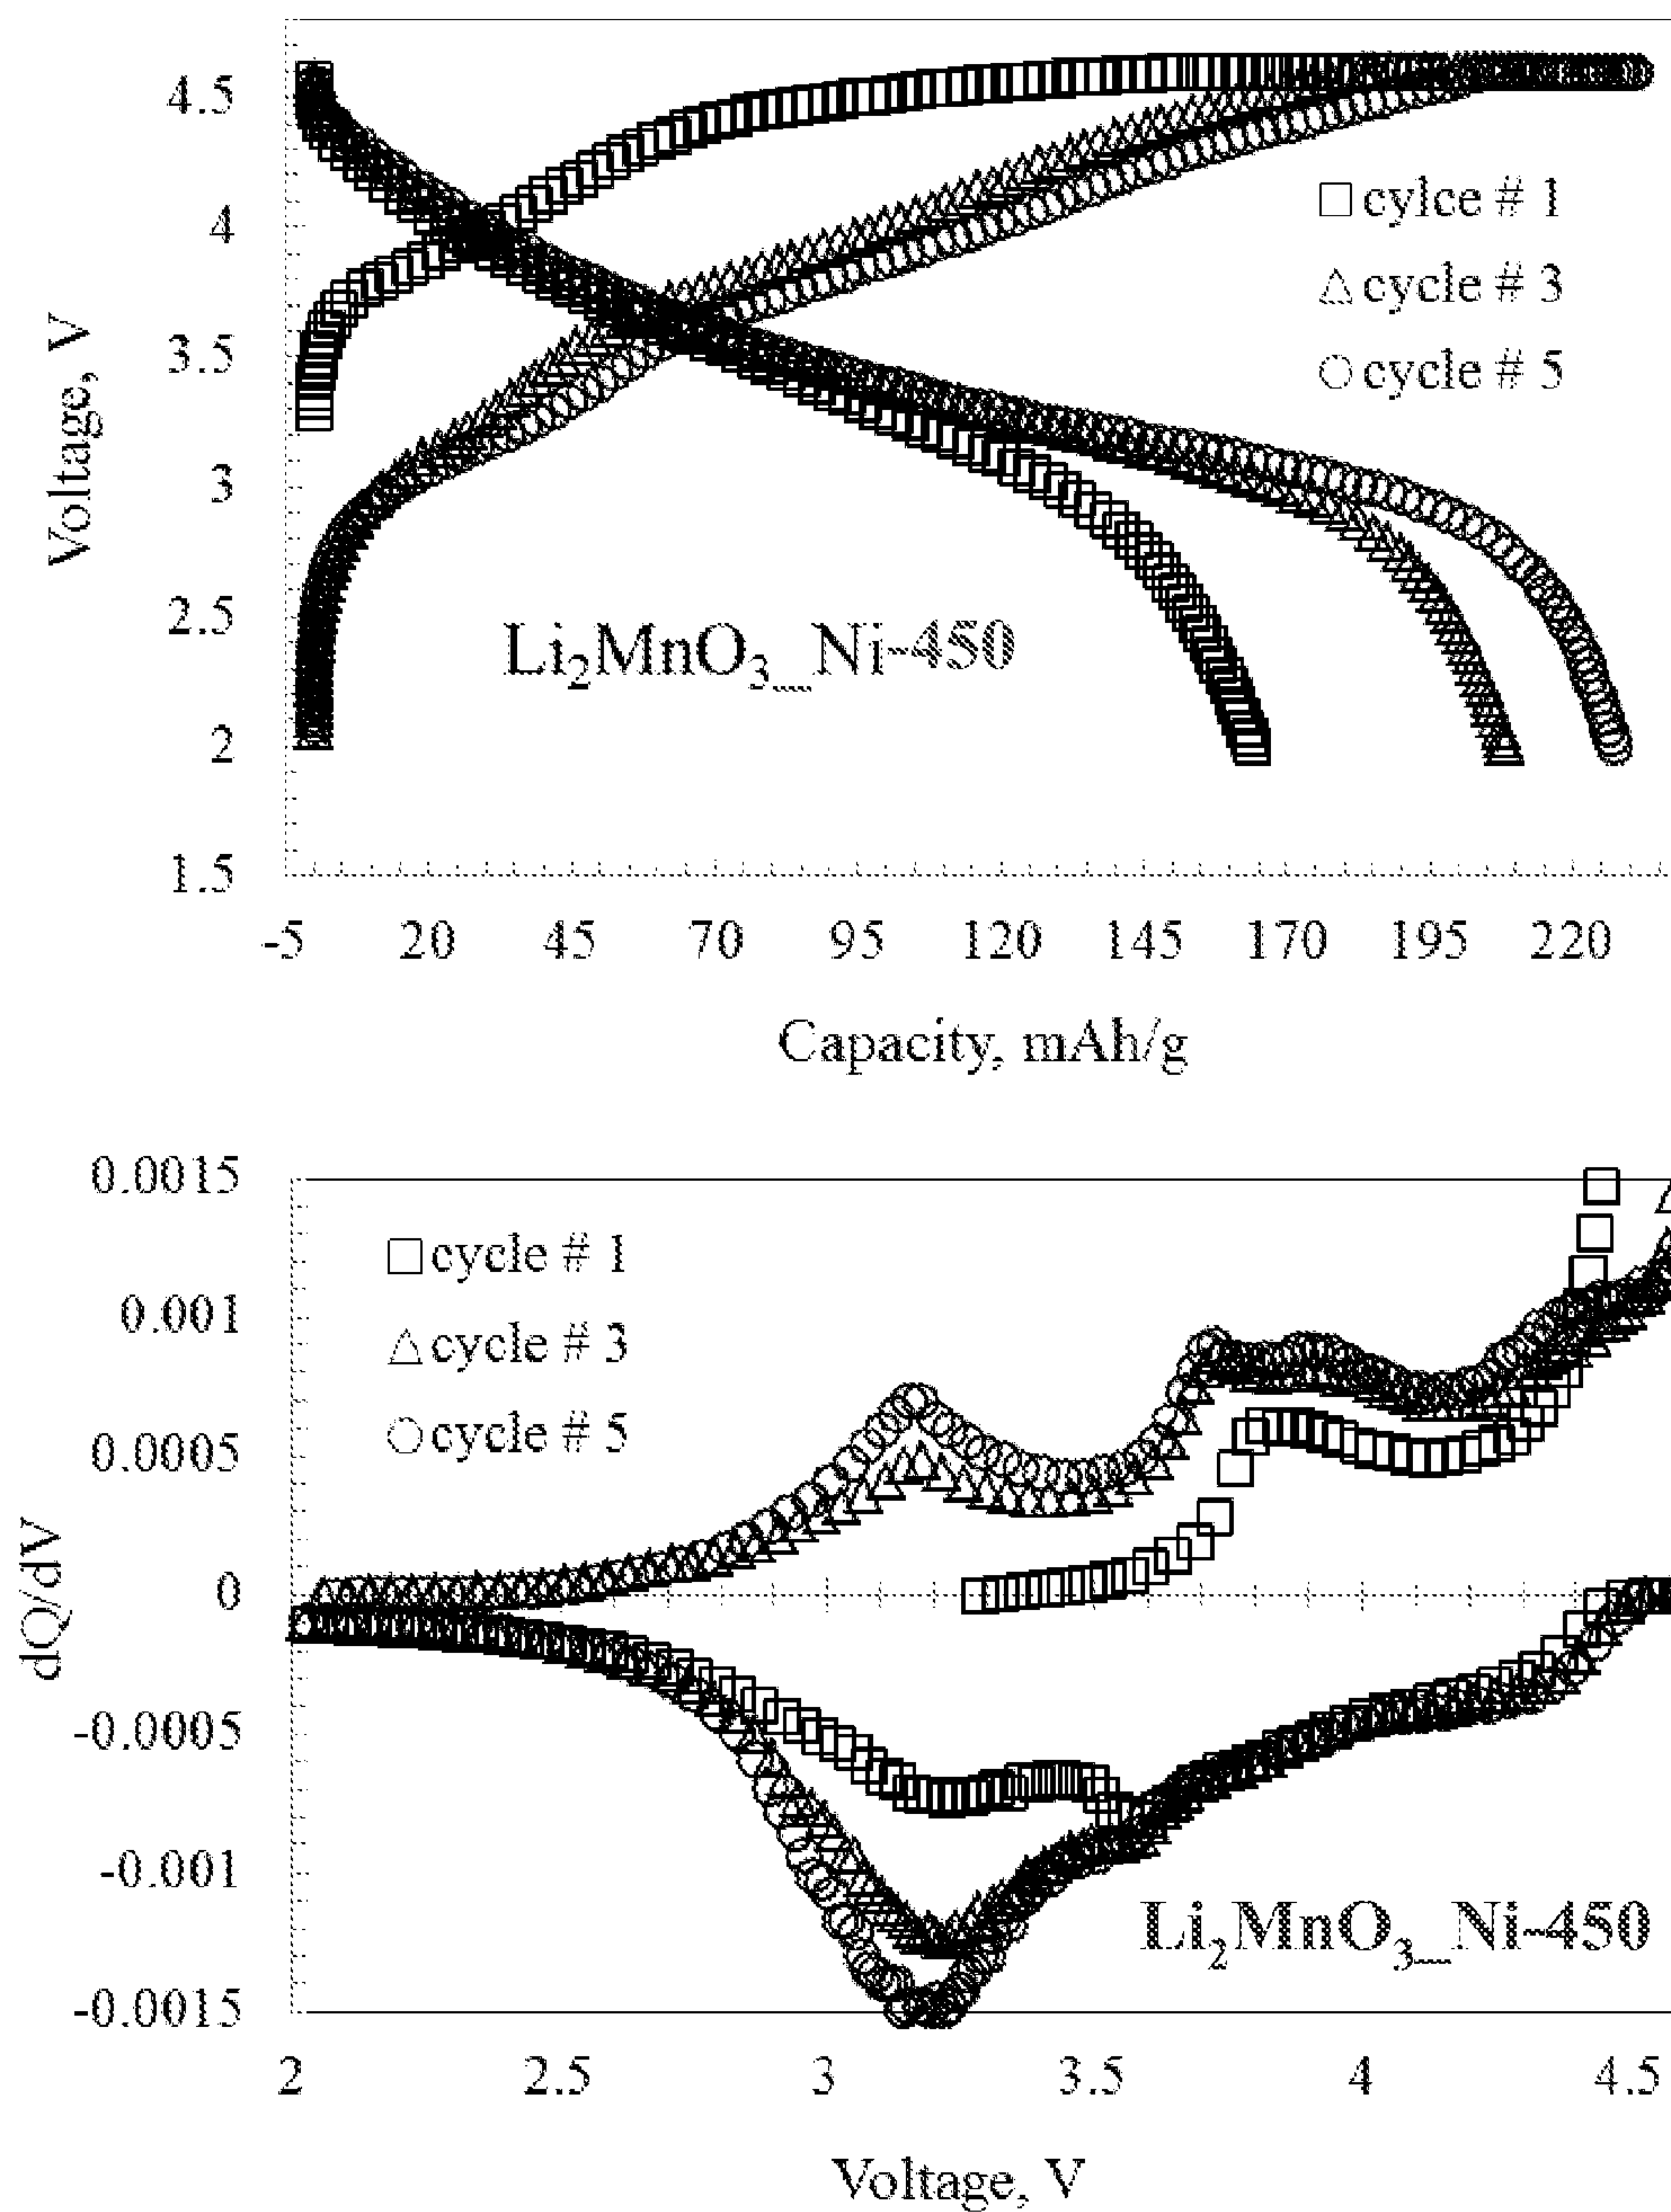 4.5
4
3.5
3
2.5
2
1.5
Voltage, V
□ cylce # 1
△ cycle # 3
○ cycle # 5
Li₂MnO₃_Ni-450
-5 20 45 70 95 120 145 170 195 220
Capacity, mAh/g
0.0015
0.001
0.0005
0
-0.0005
-0.001
-0.0015
dQ/dV
□ cycle # 1
△ cycle # 3
○ cycle # 5
Li₂MnO₃_Ni-450
2 2.5 3 3.5 4 4.5
Voltage, V